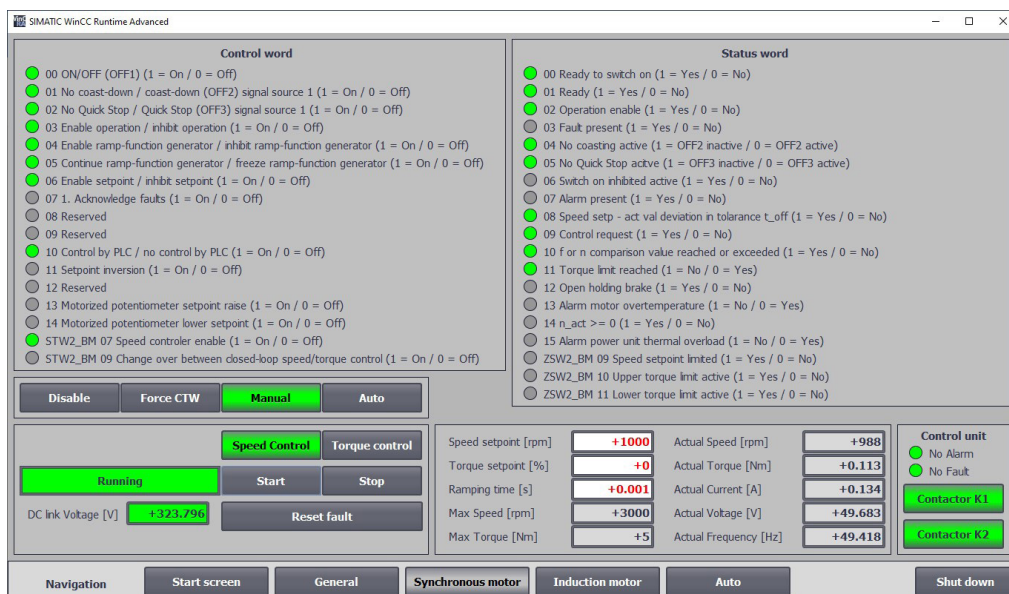 SIMATIC WinCC Runtime Advanced
Control word
00 ON/OFF (OFF1) (1 = On / 0 = Off)
01 No coast-down / coast-down (OFF2) signal source 1 (1 = On / 0 = Off)
02 No Quick Stop / Quick Stop (OFF3) signal source 1 (1 = On / 0 = Off)
03 Enable operation / inhibit operation (1 = On / 0 = Off)
04 Enable ramp-function generator / inhibit ramp-function generator (1 = On / 0 = Off)
05 Continue ramp-function generator / freeze ramp-function generator (1 = On / 0 = Off)
06 Enable setpoint / inhibit setpoint (1 = On / 0 = Off)
07 1. Acknowledge faults (1 = On / 0 = Off)
08 Reserved
09 Reserved
10 Control by PLC / no control by PLC (1 = On / 0 = Off)
11 Setpoint inversion (1 = On / 0 = Off)
12 Reserved
13 Motorized potentiometer setpoint raise (1 = On / 0 = Off)
14 Motorized potentiometer lower setpoint (1 = On / 0 = Off)
STW2_BM 07 Speed controler enable (1 = On / 0 = Off)
STW2_BM 09 Change over between closed-loop speed/torque control (1 = On / 0 = Off)
Status word
00 Ready to switch on (1 = Yes / 0 = No)
01 Ready (1 = Yes / 0 = No)
02 Operation enable (1 = Yes / 0 = No)
03 Fault present (1 = Yes / 0 = No)
04 No coasting active (1 = OFF2 inactive / 0 = OFF2 active)
05 No Quick Stop active (1 = OFF3 inactive / 0 = OFF3 active)
06 Switch on inhibited active (1 = Yes / 0 = No)
07 Alarm present (1 = Yes / 0 = No)
08 Speed setp - act val deviation in tolarance t_off (1 = Yes / 0 = No)
09 Control request (1 = Yes / 0 = No)
10 f or n comparison value reached or exceeded (1 = Yes / 0 = No)
11 Torque limit reached (1 = No / 0 = Yes)
12 Open holding brake (1 = Yes / 0 = No)
13 Alarm motor overtemperature (1 = No / 0 = Yes)
14 n_act >= 0 (1 = Yes / 0 = No)
15 Alarm power unit thermal overload (1 = No / 0 = Yes)
ZSW2_BM 09 Speed setpoint limited (1 = Yes / 0 = No)
ZSW2_BM 10 Upper torque limit active (1 = Yes / 0 = No)
ZSW2_BM 11 Lower torque limit active (1 = Yes / 0 = No)
Disable Force CTW Manual Auto
Speed Control Torque control
Running Start Stop
DC link Voltage [V] +323.796 Reset fault
Speed setpoint [rpm] +1000 Actual Speed [rpm] +988
Torque setpoint [%] +0 Actual Torque [Nm] +0.113
Ramping time [s] +0.001 Actual Current [A] +0.134
Max Speed [rpm] +3000 Actual Voltage [V] +49.683
Max Torque [Nm] +5 Actual Frequency [Hz] +49.418
Control unit
No Alarm
No Fault
Contactor K1
Contactor K2
Navigation Start screen General Synchronous motor Induction motor Auto Shut down